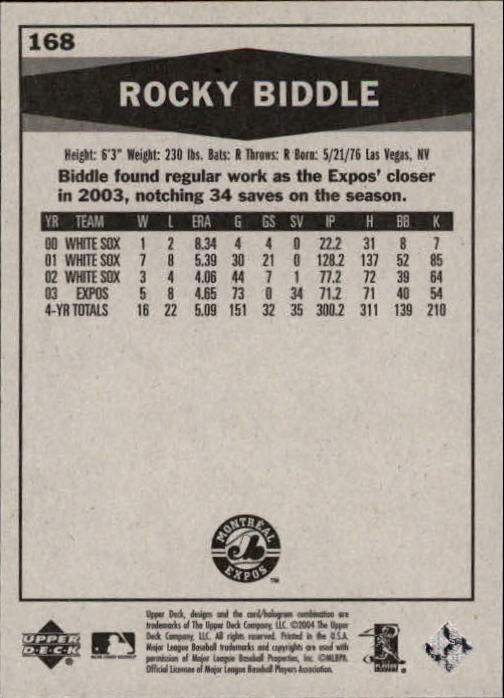 168
ROCKY BIDDLE
Height: 6'3" Weight: 230 lbs. Bats: R Throws: R Born: 5/21/76 Las Vegas, NV
Biddle found regular work as the Expos' closer
in 2003, notching 34 saves on the season.
YR TEAM W L ERA G GS SV IP H BB K
00 WHITE SOX 1 2 8.34 4 4 0 22.2 31 8 7
01 WHITE SOX 7 8 5.39 30 21 0 128.2 137 52 85
02 WHITE SOX 3 4 4.06 44 7 1 77.2 72 39 64
03 EXPOS 5 8 4.65 73 0 34 71.2 71 40 54
4-YR TOTALS 16 22 5.09 151 32 35 300.2 311 139 210
MONTRÉAL
EXPOS
TM
Upper Deck, designs and the card/hologram combination are
trademarks of The Upper Deck Company, LLC. ©2004 The Upper
Deck Company, LLC. All rights reserved. Printed in the U.S.A.
Major League Baseball trademarks and copyrights are used with
permission of Major League Baseball Properties, Inc. ©MLBPA
Official Licensee of Major League Baseball Players Association.
UPPER
DECK